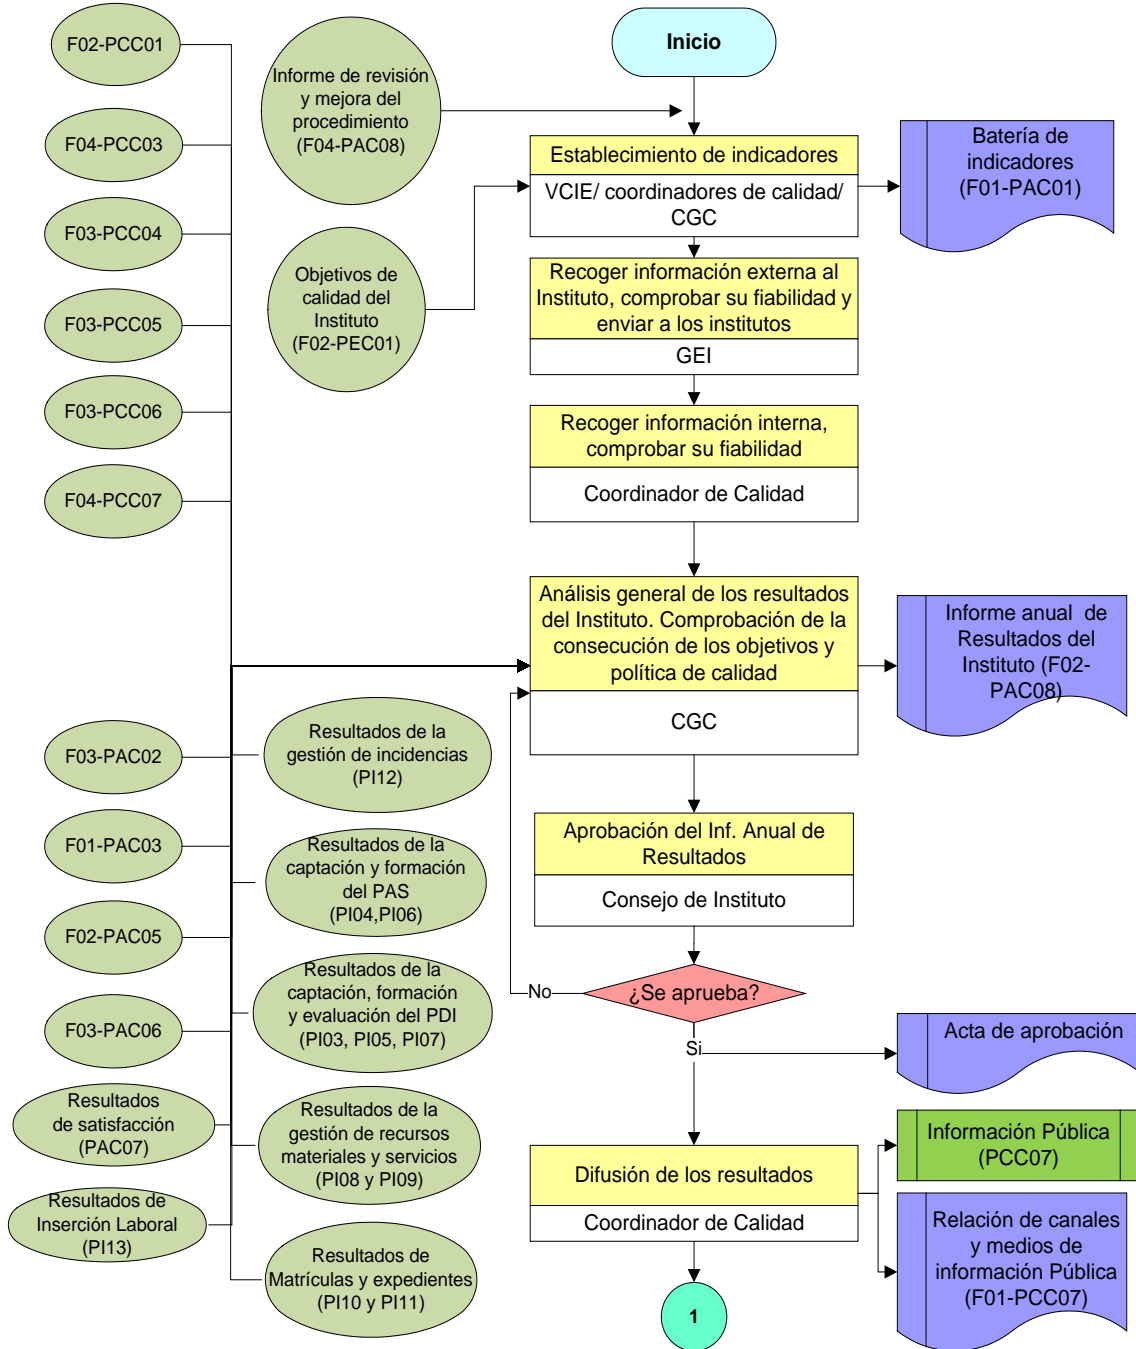 Inicio
F02-PCC01
F04-PCC03
F03-PCC04
F03-PCC05
F03-PCC06
F04-PCC07
Informe de revisión
y mejora del
procedimiento
(F04-PAC08)
Objetivos de
calidad del
Instituto
(F02-PEC01)
Establecimiento de indicadores
VCIE/ coordinadores de calidad/
CGC
Batería de
indicadores
(F01-PAC01)
Recoger información externa al
Instituto, comprobar su fiabilidad y
enviar a los institutos
GEI
Recoger información interna,
comprobar su fiabilidad
Coordinador de Calidad
Análisis general de los resultados
del Instituto. Comprobación de la
consecución de los objetivos y
política de calidad
CGC
Informe anual  de
Resultados del
Instituto (F02-
PAC08)
F03-PAC02
F01-PAC03
F02-PAC05
F03-PAC06
Resultados
de satisfacción
(PAC07)
Resultados de
Inserción Laboral
(PI13)
Resultados de la
gestión de incidencias
(PI12)
Resultados de la
captación y formación
del PAS
(PI04,PI06)
Resultados de la
captación, formación
y evaluación del PDI
(PI03, PI05, PI07)
Resultados de la
gestión de recursos
materiales y servicios
(PI08 y PI09)
Resultados de
Matrículas y expedientes
(PI10 y PI11)
Aprobación del Inf. Anual de
Resultados
Consejo de Instituto
¿Se aprueba?
No
Si
Acta de aprobación
Difusión de los resultados
Coordinador de Calidad
Información Pública
(PCC07)
Relación de canales
y medios de
información Pública
(F01-PCC07)
1